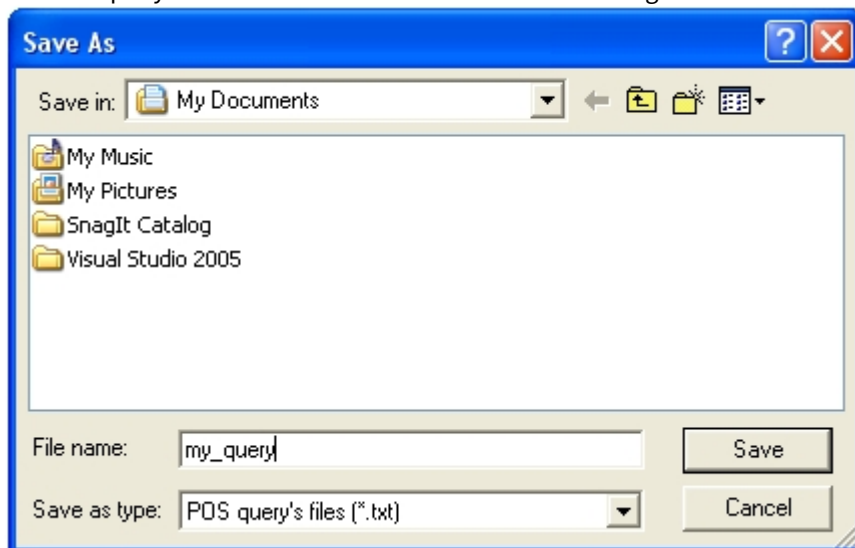 Save As
Save in: My Documents
My Music
My Pictures
SnagIt Catalog
Visual Studio 2005
File name: my_query Save
Save as type: POS query's files (*.txt) Cancel